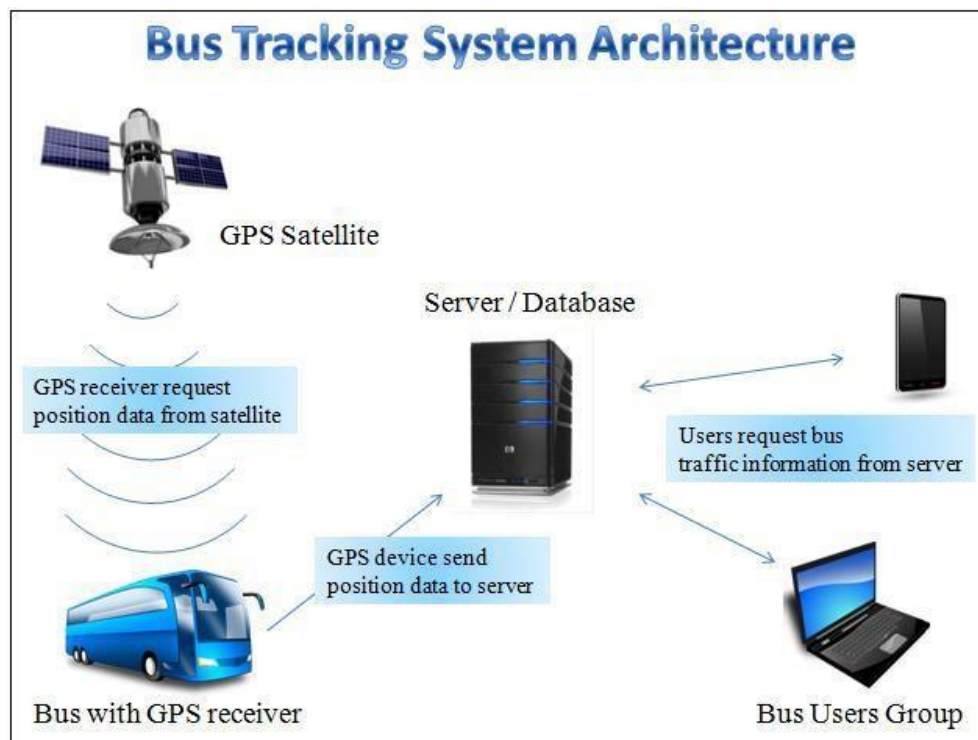 Bus Tracking System Architecture
GPS Satellite
Server / Database
GPS receiver request
position data from satellite
Users request bus
traffic information from server
GPS device send
position data to server
Bus with GPS receiver
Bus Users Group